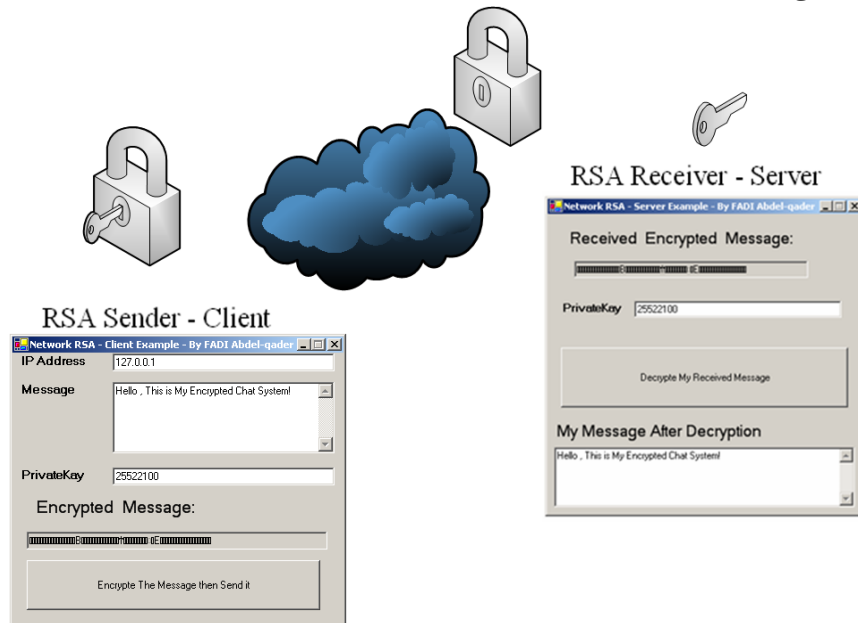 RSA Receiver - Server
Network RSA - Server Example - By FADI Abdel-qader
Received Encrypted Message:
PrivateKay 25522100
Decrypte My Received Message
My Message After Decryption
Hello , This is My Encrypted Chat System!
RSA Sender - Client
Network RSA - Client Example - By FADI Abdel-qader
IP Address 127.0.0.1
Message Hello , This is My Encrypted Chat System!
PrivateKay 25522100
Encrypted Message:
Encrypte The Message then Send it